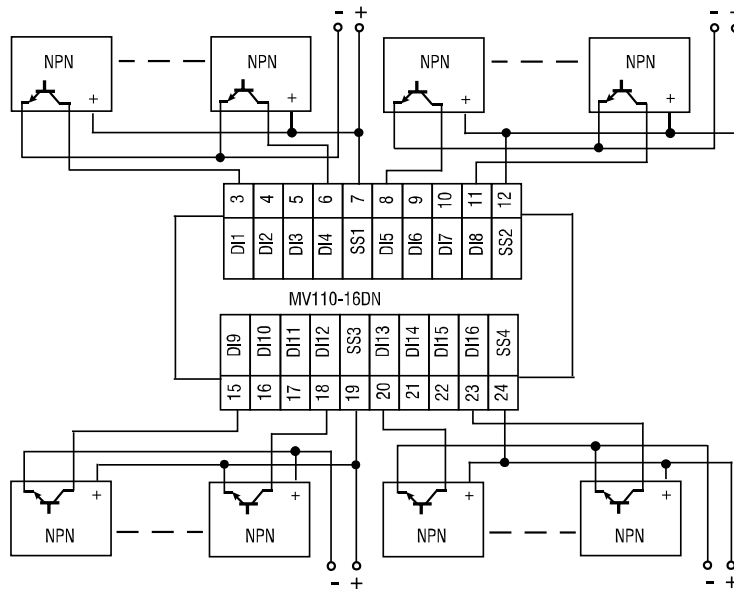 - + - +
NPN NPN NPN NPN
+ + + +
3 4 5 6 7 8 9 10 11 12
DI1 DI2 DI3 DI4 SS1 DI5 DI6 DI7 DI8 SS2
MV110-16DN
DI9 DI10 DI11 DI12 SS3 DI13 DI14 DI15 DI16 SS4
15 16 17 18 19 20 21 22 23 24
+ + + +
NPN NPN NPN NPN
- + - +